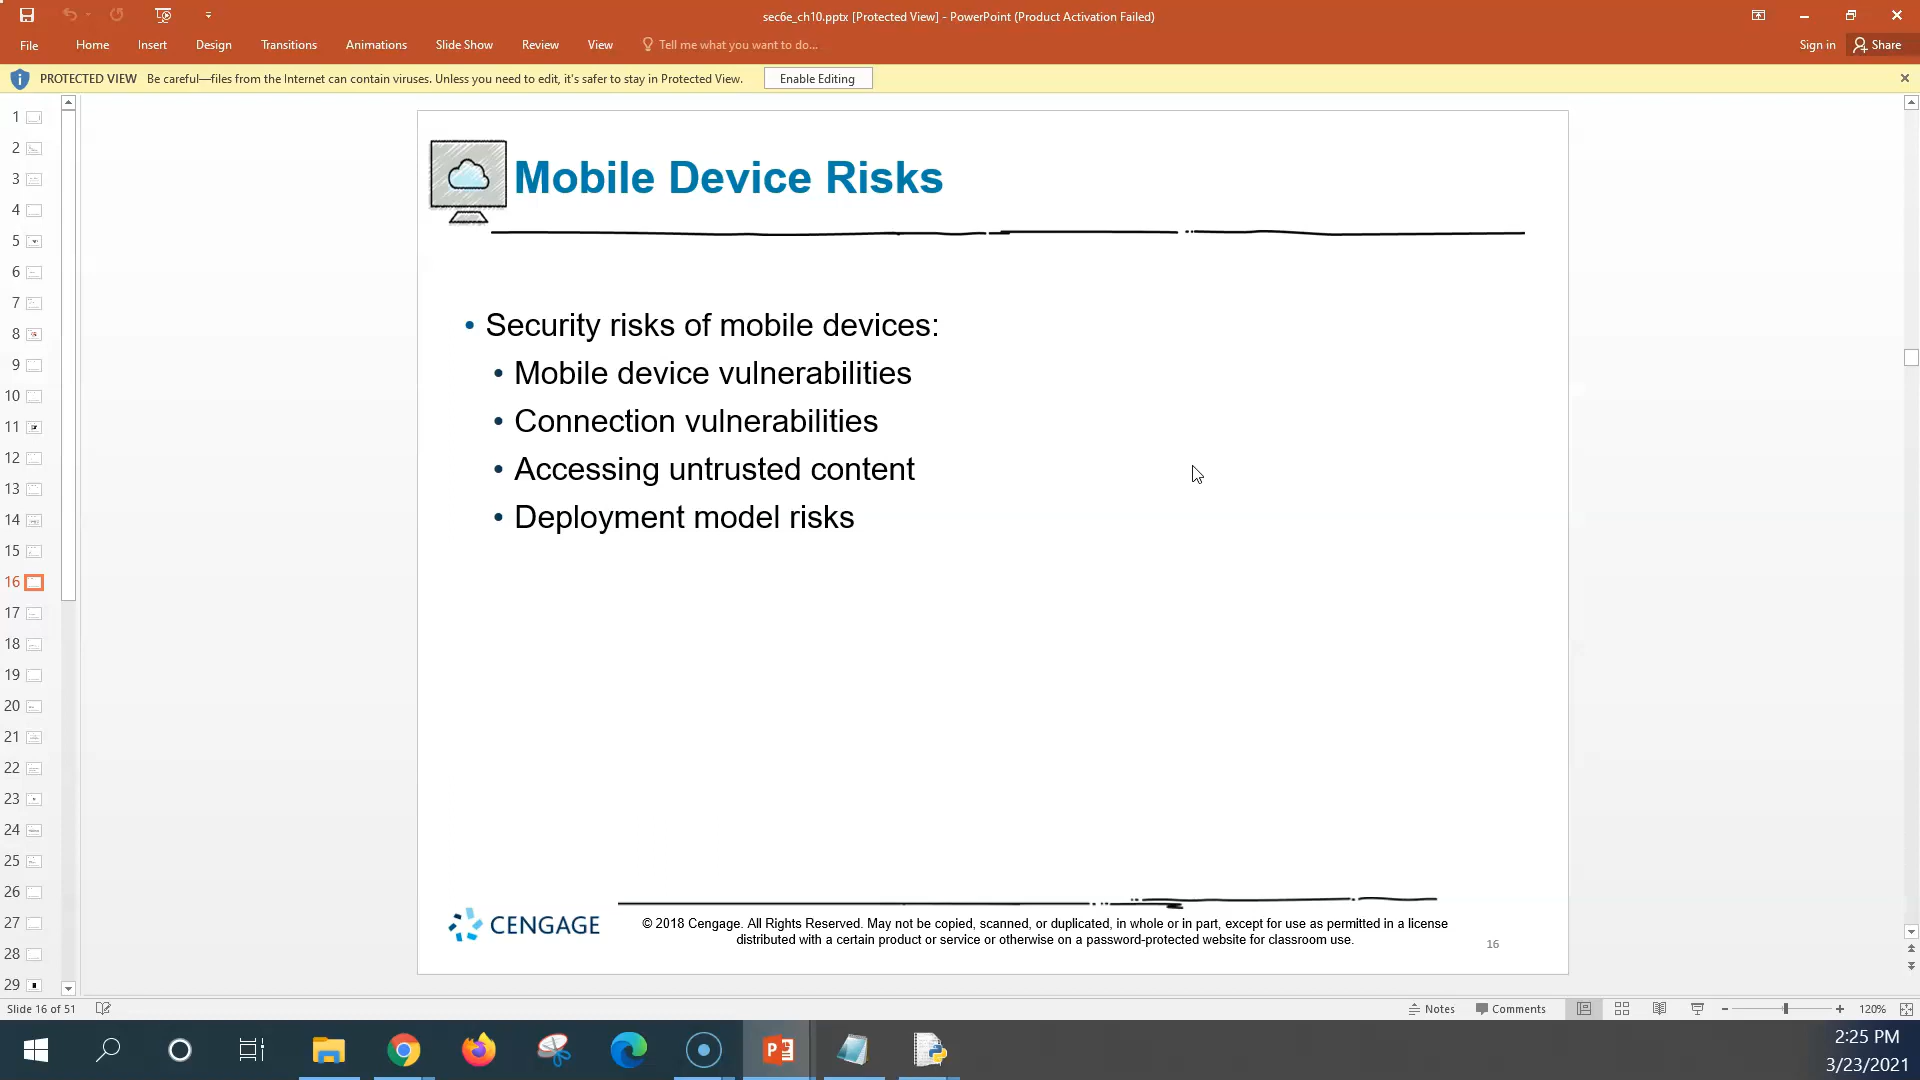 sec6e_ch10.pptx [Protected View] - PowerPoint (Product Activation Failed)
File Home Insert Design Transitions Animations Slide Show Review View Tell me what you want to do... Sign in Share
PROTECTED VIEW Be careful—files from the Internet can contain viruses. Unless you need to edit, it's safer to stay in Protected View. Enable Editing
1
2
3
4
5
6
7
8
9
10
11
12
13
14
15
16
17
18
19
20
21
22
23
24
25
26
27
28
29
Mobile Device Risks
• Security risks of mobile devices:
• Mobile device vulnerabilities
• Connection vulnerabilities
• Accessing untrusted content
• Deployment model risks
CENGAGE
© 2018 Cengage. All Rights Reserved. May not be copied, scanned, or duplicated, in whole or in part, except for use as permitted in a license
distributed with a certain product or service or otherwise on a password-protected website for classroom use.
16
Slide 16 of 51 Notes Comments 120%
2:25 PM
3/23/2021